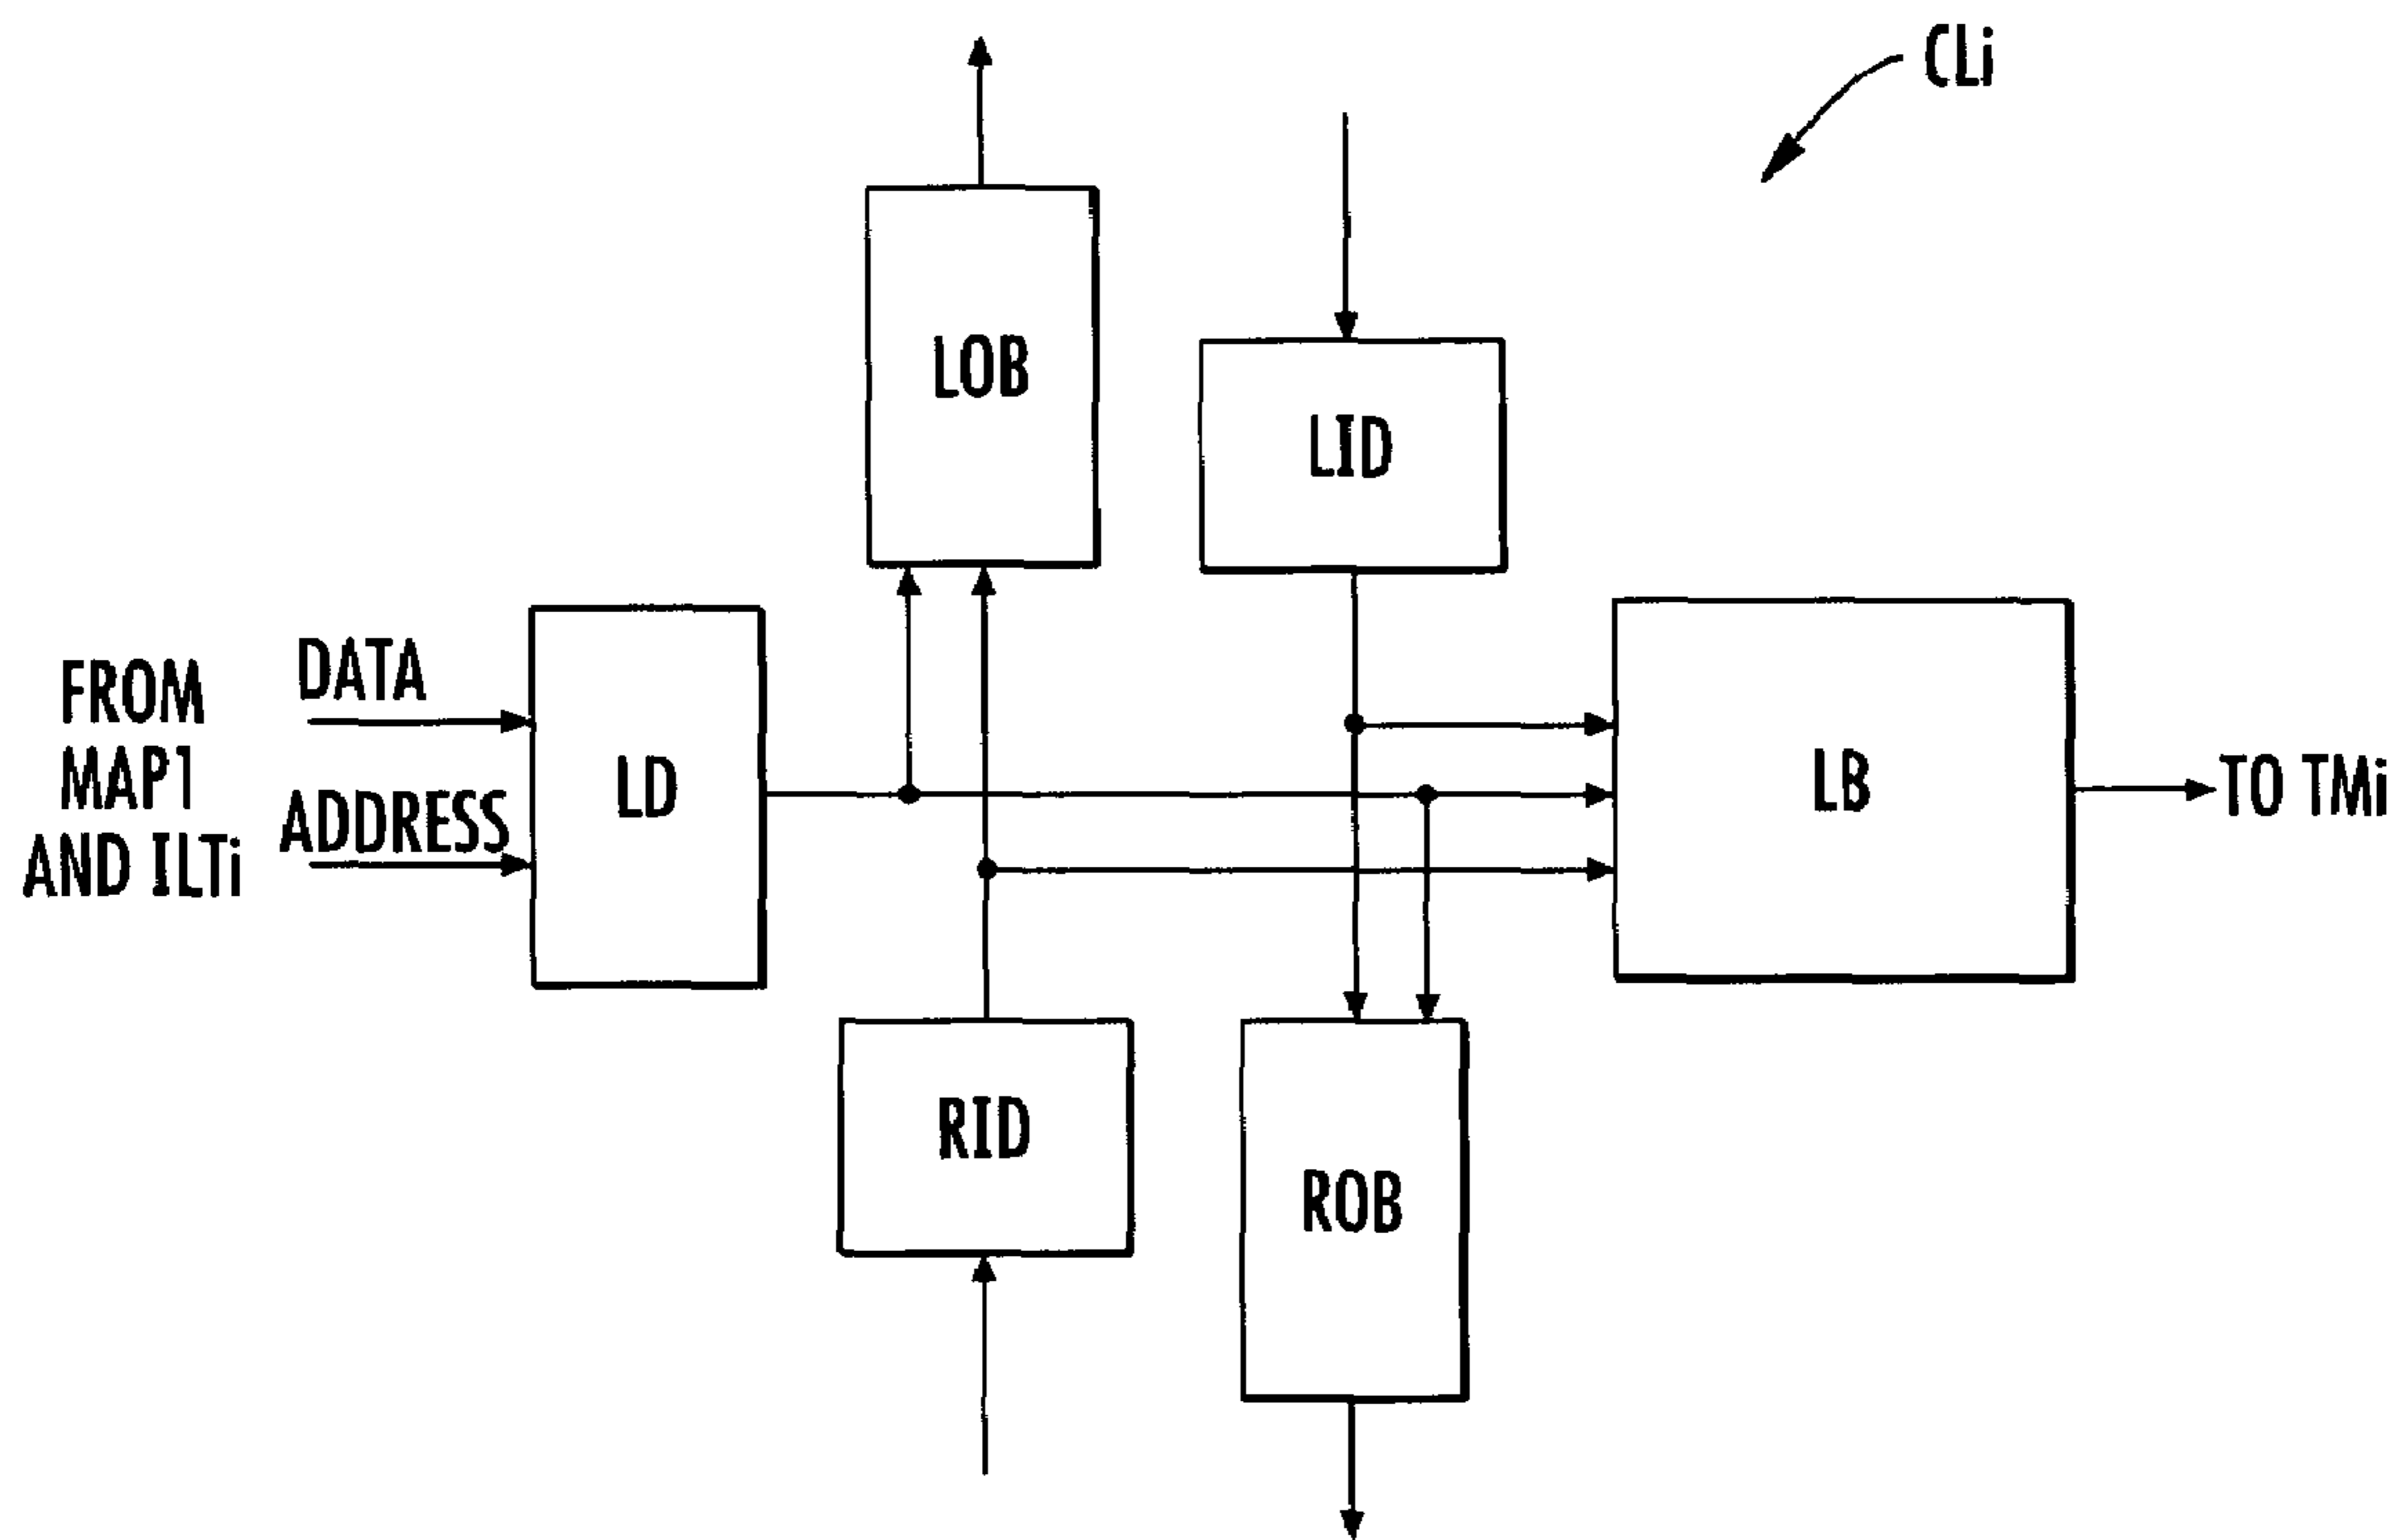 CLi
LOB
LID
DATA
FROM
MAP1
AND ILTi
ADDRESS
LD
LB
TO TMi
RID
ROB